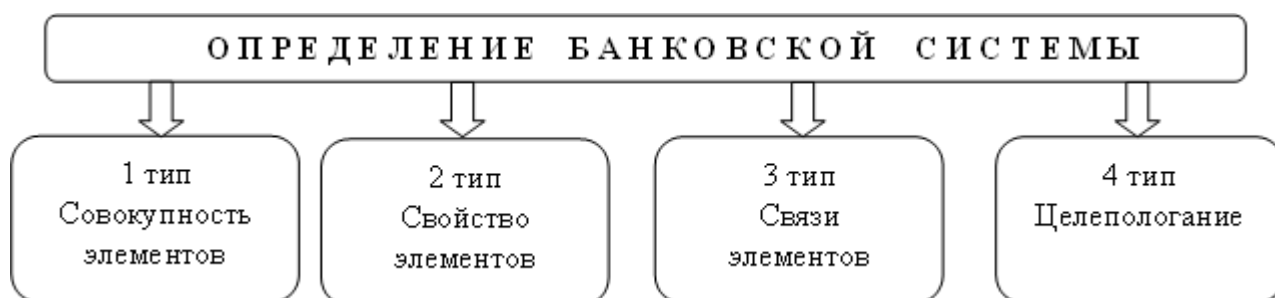 ОПРЕДЕЛЕНИЕ БАНКОВСКОЙ СИСТЕМЫ
1 тип
Совокупность
элементов
2 тип
Свойство
элементов
3 тип
Связи
элементов
4 тип
Целепологание